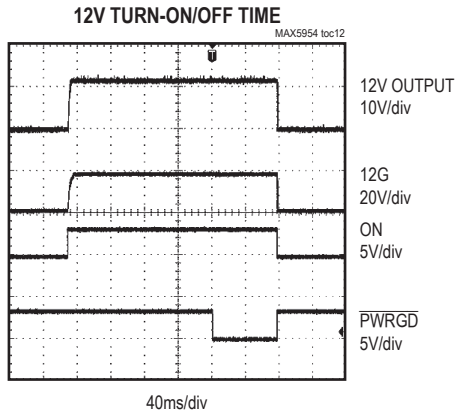 12V TURN-ON/OFF TIME
MAX5954 toc12
T
12V OUTPUT
10V/div
12G
20V/div
ON
5V/div
PWRGD
5V/div
40ms/div